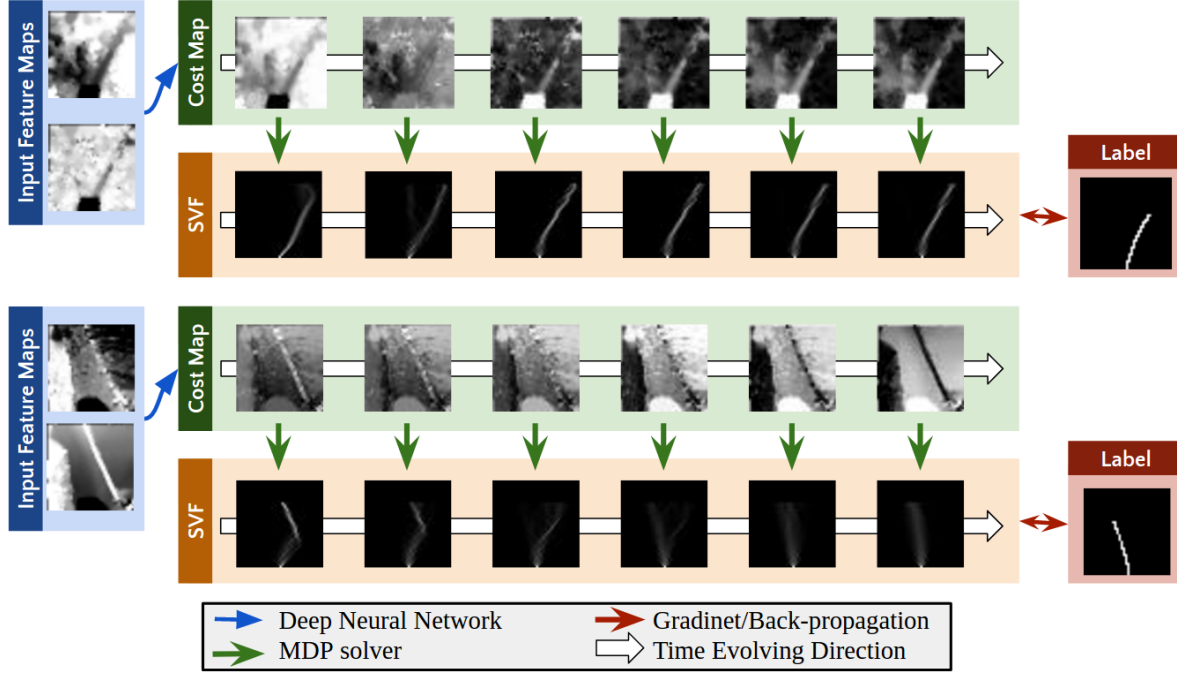 Input Feature Maps
Cost Map
SVF
Label
Input Feature Maps
Cost Map
SVF
Label
Deep Neural Network
Gradinet/Back-propagation
MDP solver
Time Evolving Direction